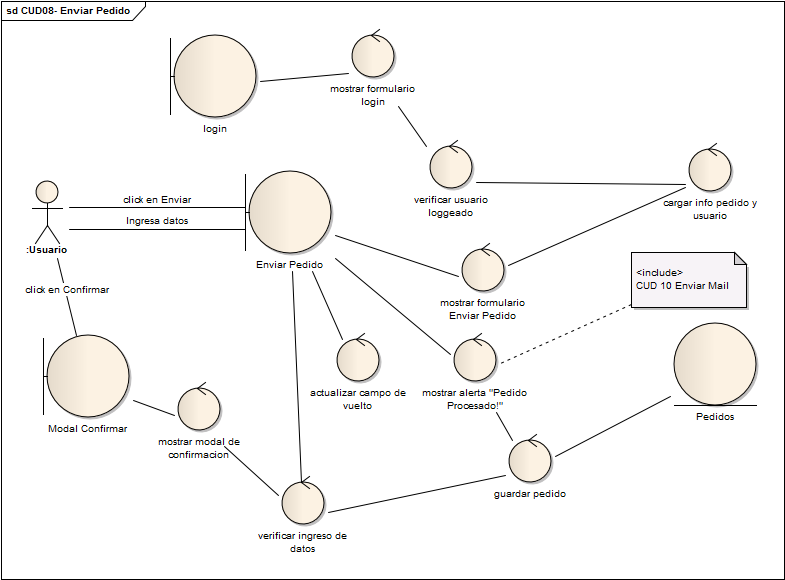 sd CUD08- Enviar Pedido
login
mostrar formulario
login
verificar usuario
loggeado
cargar info pedido y
usuario
click en Enviar
Ingresa datos
:Usuario
Enviar Pedido
mostrar formulario
Enviar Pedido
<include>
CUD 10 Enviar Mail
click en Confirmar
actualizar campo de
vuelto
mostrar alerta "Pedido
Procesado!"
Pedidos
Modal Confirmar
mostrar modal de
confirmacion
guardar pedido
verificar ingreso de
datos